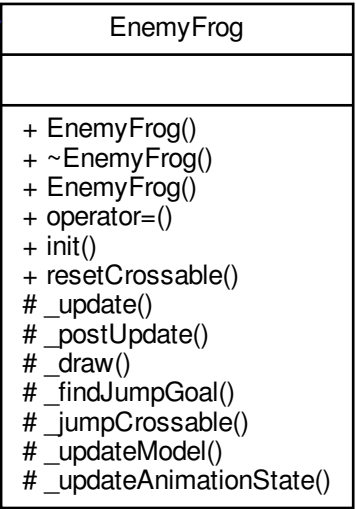 EnemyFrog
+ EnemyFrog()
+ ~EnemyFrog()
+ EnemyFrog()
+ operator=()
+ init()
+ resetCrossable()
# _update()
# _postUpdate()
# _draw()
# _findJumpGoal()
# _jumpCrossable()
# _updateModel()
# _updateAnimationState()